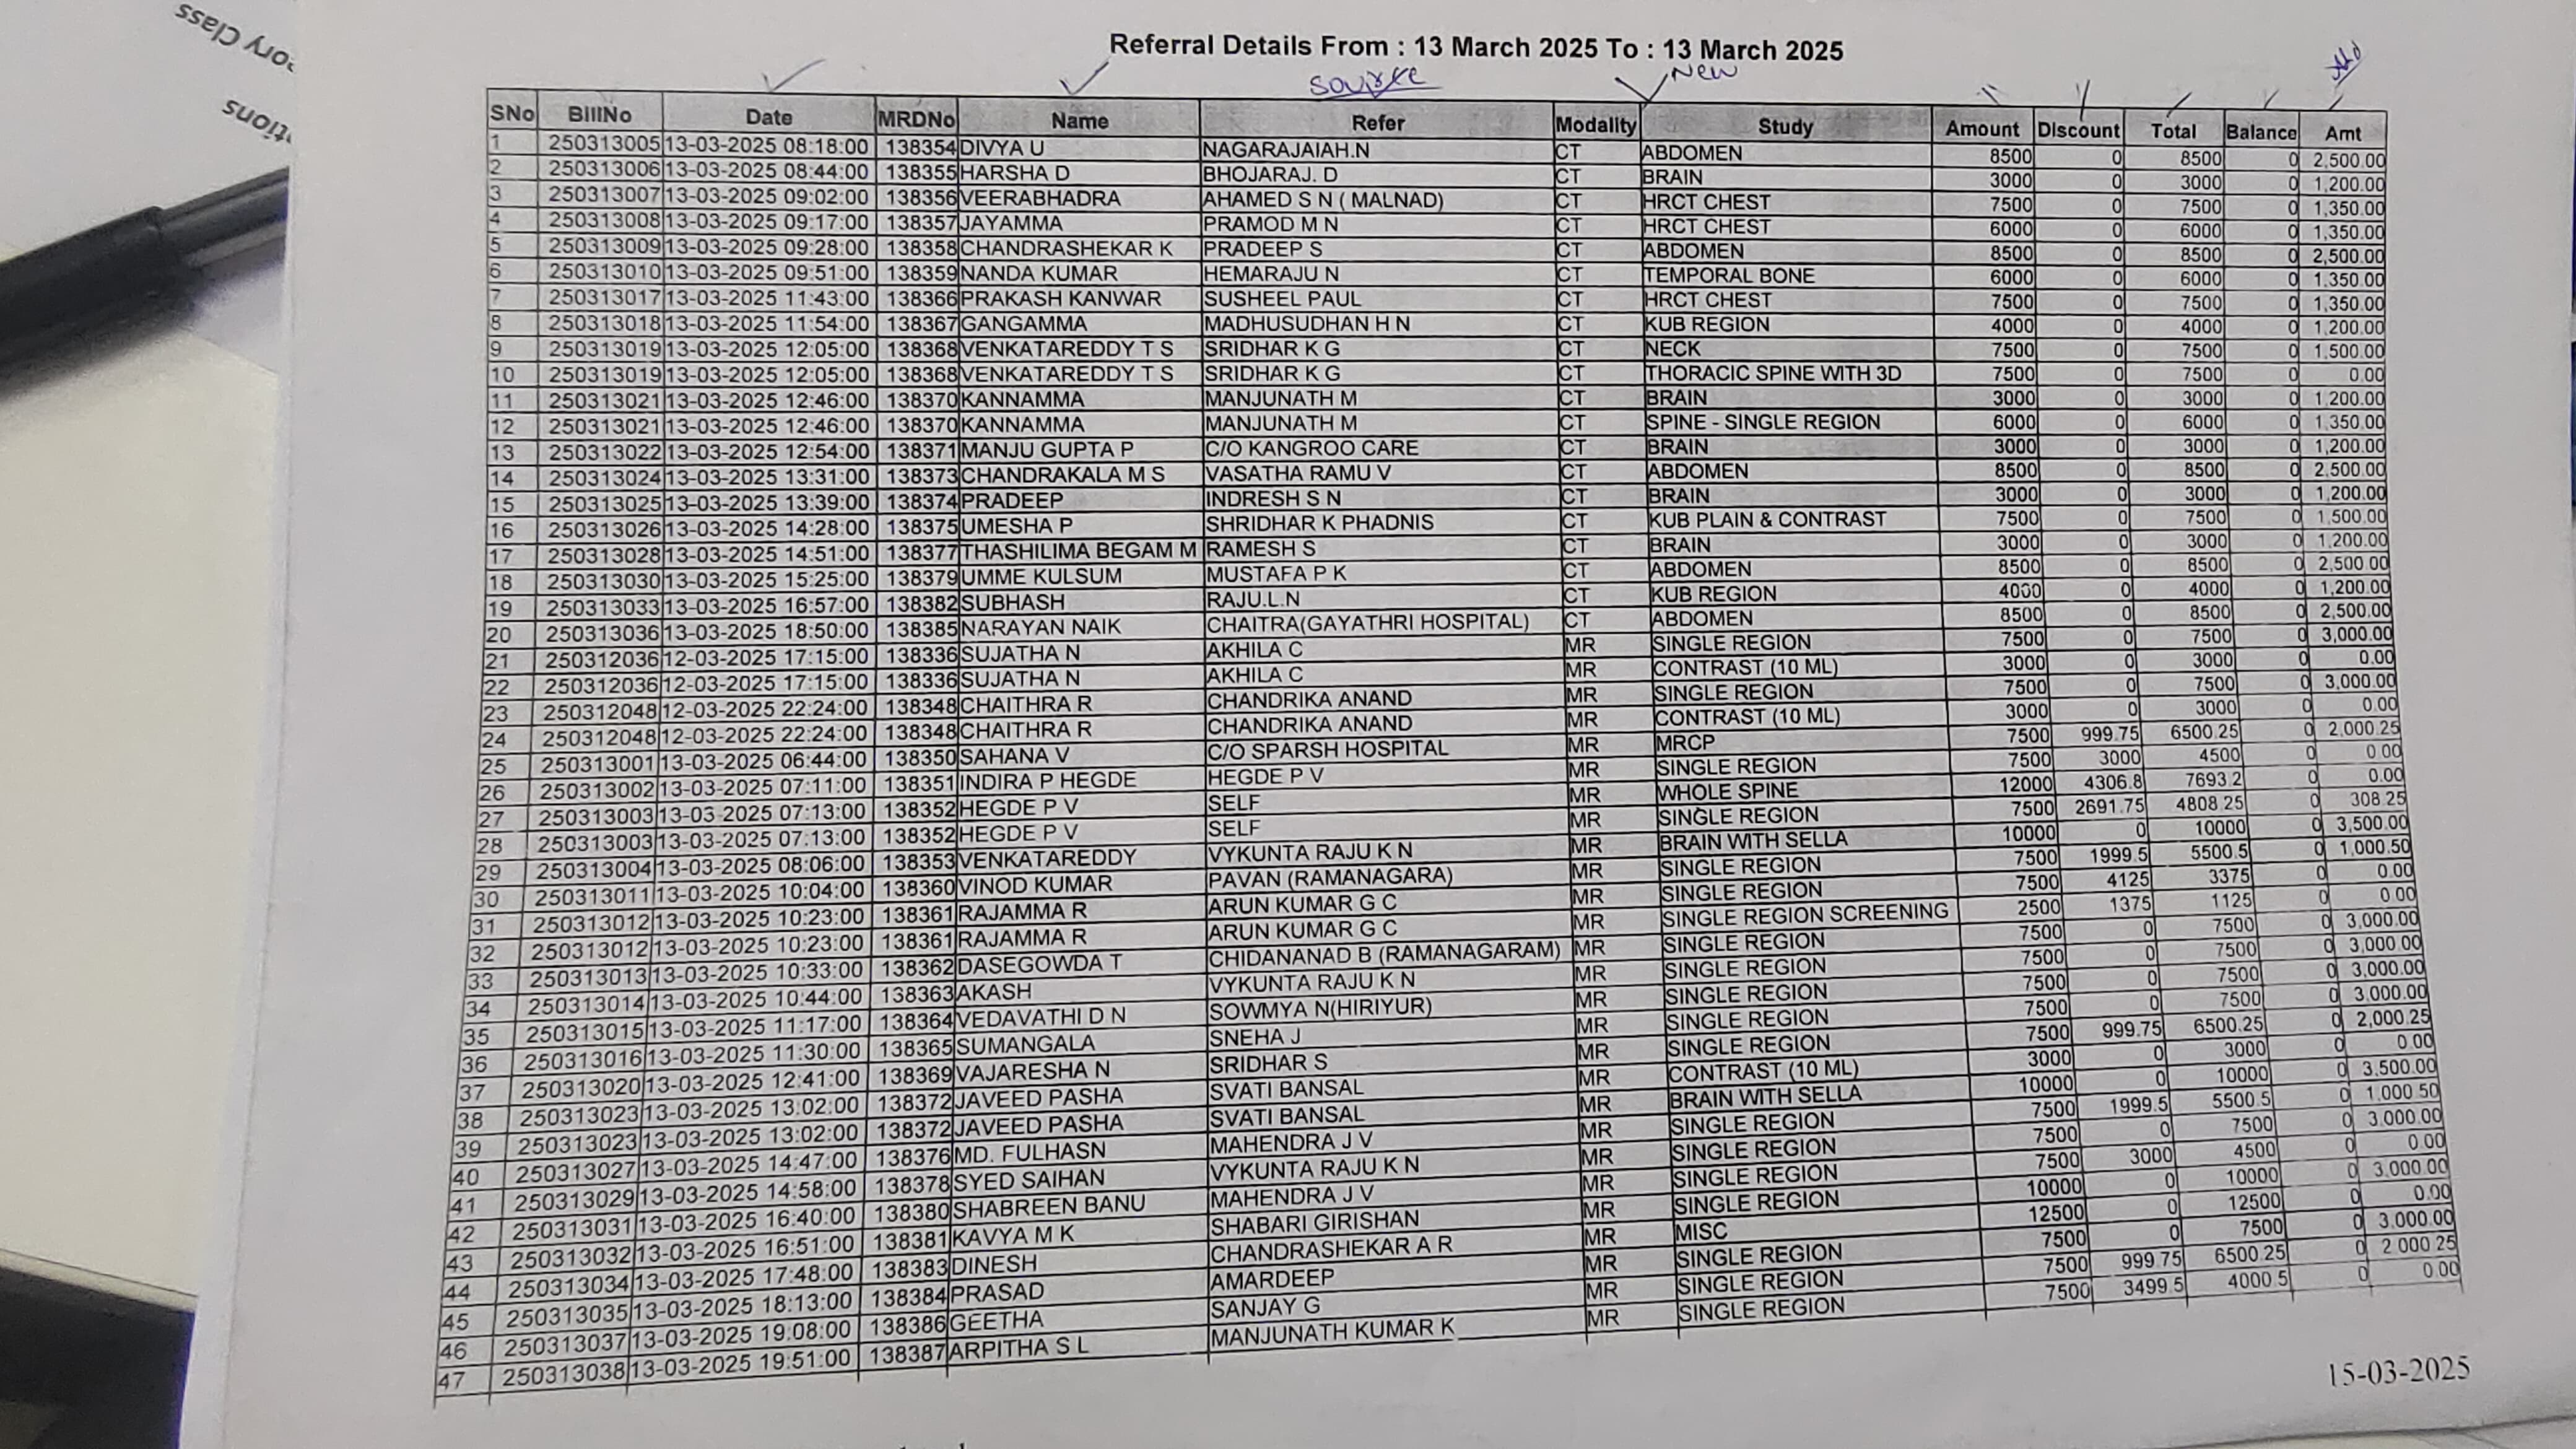 ory Class
tions
Referral Details From : 13 March 2025 To : 13 March 2025
source New
SNo BillNo Date MRDNo Name Refer Modality Study Amount Discount Total Balance Amt
1 250313005 13-03-2025 08:18:00 138354 DIVYA U NAGARAJAIAH.N CT ABDOMEN 8500 0 8500 0 2,500.00
2 250313006 13-03-2025 08:44:00 138355 HARSHA D BHOJARAJ. D CT BRAIN 3000 0 3000 0 1,200.00
3 250313007 13-03-2025 09:02:00 138356 VEERABHADRA AHAMED S N ( MALNAD) CT HRCT CHEST 7500 0 7500 0 1,350.00
4 250313008 13-03-2025 09:17:00 138357 JAYAMMA PRAMOD M N CT HRCT CHEST 6000 0 6000 0 1,350.00
5 250313009 13-03-2025 09:28:00 138358 CHANDRASHEKAR K PRADEEP S CT ABDOMEN 8500 0 8500 0 2,500.00
6 250313010 13-03-2025 09:51:00 138359 NANDA KUMAR HEMARAJU N CT TEMPORAL BONE 6000 0 6000 0 1,350.00
7 250313017 13-03-2025 11:43:00 138366 PRAKASH KANWAR SUSHEEL PAUL CT HRCT CHEST 7500 0 7500 0 1,350.00
8 250313018 13-03-2025 11:54:00 138367 GANGAMMA MADHUSUDHAN H N CT KUB REGION 4000 0 4000 0 1,200.00
9 250313019 13-03-2025 12:05:00 138368 VENKATAREDDY T S SRIDHAR K G CT NECK 7500 0 7500 0 1,500.00
10 250313019 13-03-2025 12:05:00 138368 VENKATAREDDY T S SRIDHAR K G CT THORACIC SPINE WITH 3D 7500 0 7500 0 0.00
11 250313021 13-03-2025 12:46:00 138370 KANNAMMA MANJUNATH M CT BRAIN 3000 0 3000 0 1,200.00
12 250313021 13-03-2025 12:46:00 138370 KANNAMMA MANJUNATH M CT SPINE - SINGLE REGION 6000 0 6000 0 1,350.00
13 250313022 13-03-2025 12:54:00 138371 MANJU GUPTA P C/O KANGROO CARE CT BRAIN 3000 0 3000 0 1,200.00
14 250313024 13-03-2025 13:31:00 138373 CHANDRAKALA M S VASATHA RAMU V CT ABDOMEN 8500 0 8500 0 2,500.00
15 250313025 13-03-2025 13:39:00 138374 PRADEEP INDRESH S N CT BRAIN 3000 0 3000 0 1,200.00
16 250313026 13-03-2025 14:28:00 138375 UMESHA P SHRIDHAR K PHADNIS CT KUB PLAIN & CONTRAST 7500 0 7500 0 1,500.00
17 250313028 13-03-2025 14:51:00 138377 THASHILIMA BEGAM M RAMESH S CT BRAIN 3000 0 3000 0 1,200.00
18 250313030 13-03-2025 15:25:00 138379 UMME KULSUM MUSTAFA P K CT ABDOMEN 8500 0 8500 0 2,500.00
19 250313033 13-03-2025 16:57:00 138382 SUBHASH RAJU.L.N CT KUB REGION 4000 0 4000 0 1,200.00
20 250313036 13-03-2025 18:50:00 138385 NARAYAN NAIK CHAITRA(GAYATHRI HOSPITAL) CT ABDOMEN 8500 0 8500 0 2,500.00
21 250312036 12-03-2025 17:15:00 138336 SUJATHA N AKHILA C MR SINGLE REGION 7500 0 7500 0 3,000.00
22 250312036 12-03-2025 17:15:00 138336 SUJATHA N AKHILA C MR CONTRAST (10 ML) 3000 0 3000 0 0.00
23 250312048 12-03-2025 22:24:00 138348 CHAITHRA R CHANDRIKA ANAND MR SINGLE REGION 7500 0 7500 0 3,000.00
24 250312048 12-03-2025 22:24:00 138348 CHAITHRA R CHANDRIKA ANAND MR CONTRAST (10 ML) 3000 0 3000 0 0.00
25 250313001 13-03-2025 06:44:00 138350 SAHANA V C/O SPARSH HOSPITAL MR MRCP 7500 999.75 6500.25 0 2,000.25
26 250313002 13-03-2025 07:11:00 138351 INDIRA P HEGDE HEGDE P V MR SINGLE REGION 7500 3000 4500 0 0.00
27 250313003 13-03-2025 07:13:00 138352 HEGDE P V SELF MR WHOLE SPINE 12000 4306.8 7693.2 0 0.00
28 250313003 13-03-2025 07:13:00 138352 HEGDE P V SELF MR SINGLE REGION 7500 2691.75 4808.25 0 308.25
29 250313004 13-03-2025 08:06:00 138353 VENKATAREDDY VYKUNTA RAJU K N MR BRAIN WITH SELLA 10000 0 10000 0 3,500.00
30 250313011 13-03-2025 10:04:00 138360 VINOD KUMAR PAVAN (RAMANAGARA) MR SINGLE REGION 7500 1999.5 5500.5 0 1,000.50
31 250313012 13-03-2025 10:23:00 138361 RAJAMMA R ARUN KUMAR G C MR SINGLE REGION 7500 4125 3375 0 0.00
32 250313012 13-03-2025 10:23:00 138361 RAJAMMA R ARUN KUMAR G C MR SINGLE REGION SCREENING 2500 1375 1125 0 0.00
33 250313013 13-03-2025 10:33:00 138362 DASEGOWDA T CHIDANANAD B (RAMANAGARAM) MR SINGLE REGION 7500 0 7500 0 3,000.00
34 250313014 13-03-2025 10:44:00 138363 AKASH VYKUNTA RAJU K N MR SINGLE REGION 7500 0 7500 0 3,000.00
35 250313015 13-03-2025 11:17:00 138364 VEDAVATHI D N SOWMYA N(HIRIYUR) MR SINGLE REGION 7500 0 7500 0 3,000.00
36 250313016 13-03-2025 11:30:00 138365 SUMANGALA SNEHA J MR SINGLE REGION 7500 0 7500 0 3,000.00
37 250313020 13-03-2025 12:41:00 138369 VAJARESHA N SRIDHAR S MR SINGLE REGION 7500 999.75 6500.25 0 2,000.25
38 250313023 13-03-2025 13:02:00 138372 JAVEED PASHA SVATI BANSAL MR CONTRAST (10 ML) 3000 0 3000 0 0.00
39 250313023 13-03-2025 13:02:00 138372 JAVEED PASHA SVATI BANSAL MR BRAIN WITH SELLA 10000 0 10000 0 3,500.00
40 250313027 13-03-2025 14:47:00 138376 MD. FULHASN MAHENDRA J V MR SINGLE REGION 7500 1999.5 5500.5 0 1,000.50
41 250313029 13-03-2025 14:58:00 138378 SYED SAIHAN VYKUNTA RAJU K N MR SINGLE REGION 7500 0 7500 0 3,000.00
42 250313031 13-03-2025 16:40:00 138380 SHABREEN BANU MAHENDRA J V MR SINGLE REGION 7500 3000 4500 0 0.00
43 250313032 13-03-2025 16:51:00 138381 KAVYA M K SHABARI GIRISHAN MR SINGLE REGION 10000 0 10000 0 3,000.00
44 250313034 13-03-2025 17:48:00 138383 DINESH CHANDRASHEKAR A R MR MISC 12500 0 12500 0 0.00
45 250313035 13-03-2025 18:13:00 138384 PRASAD AMARDEEP MR SINGLE REGION 7500 0 7500 0 3,000.00
46 250313037 13-03-2025 19:08:00 138386 GEETHA SANJAY G MR SINGLE REGION 7500 999.75 6500.25 0 2,000.25
47 250313038 13-03-2025 19:51:00 138387 ARPITHA S L MANJUNATH KUMAR K MR SINGLE REGION 7500 3499.5 4000.5 0 0.00
15-03-2025